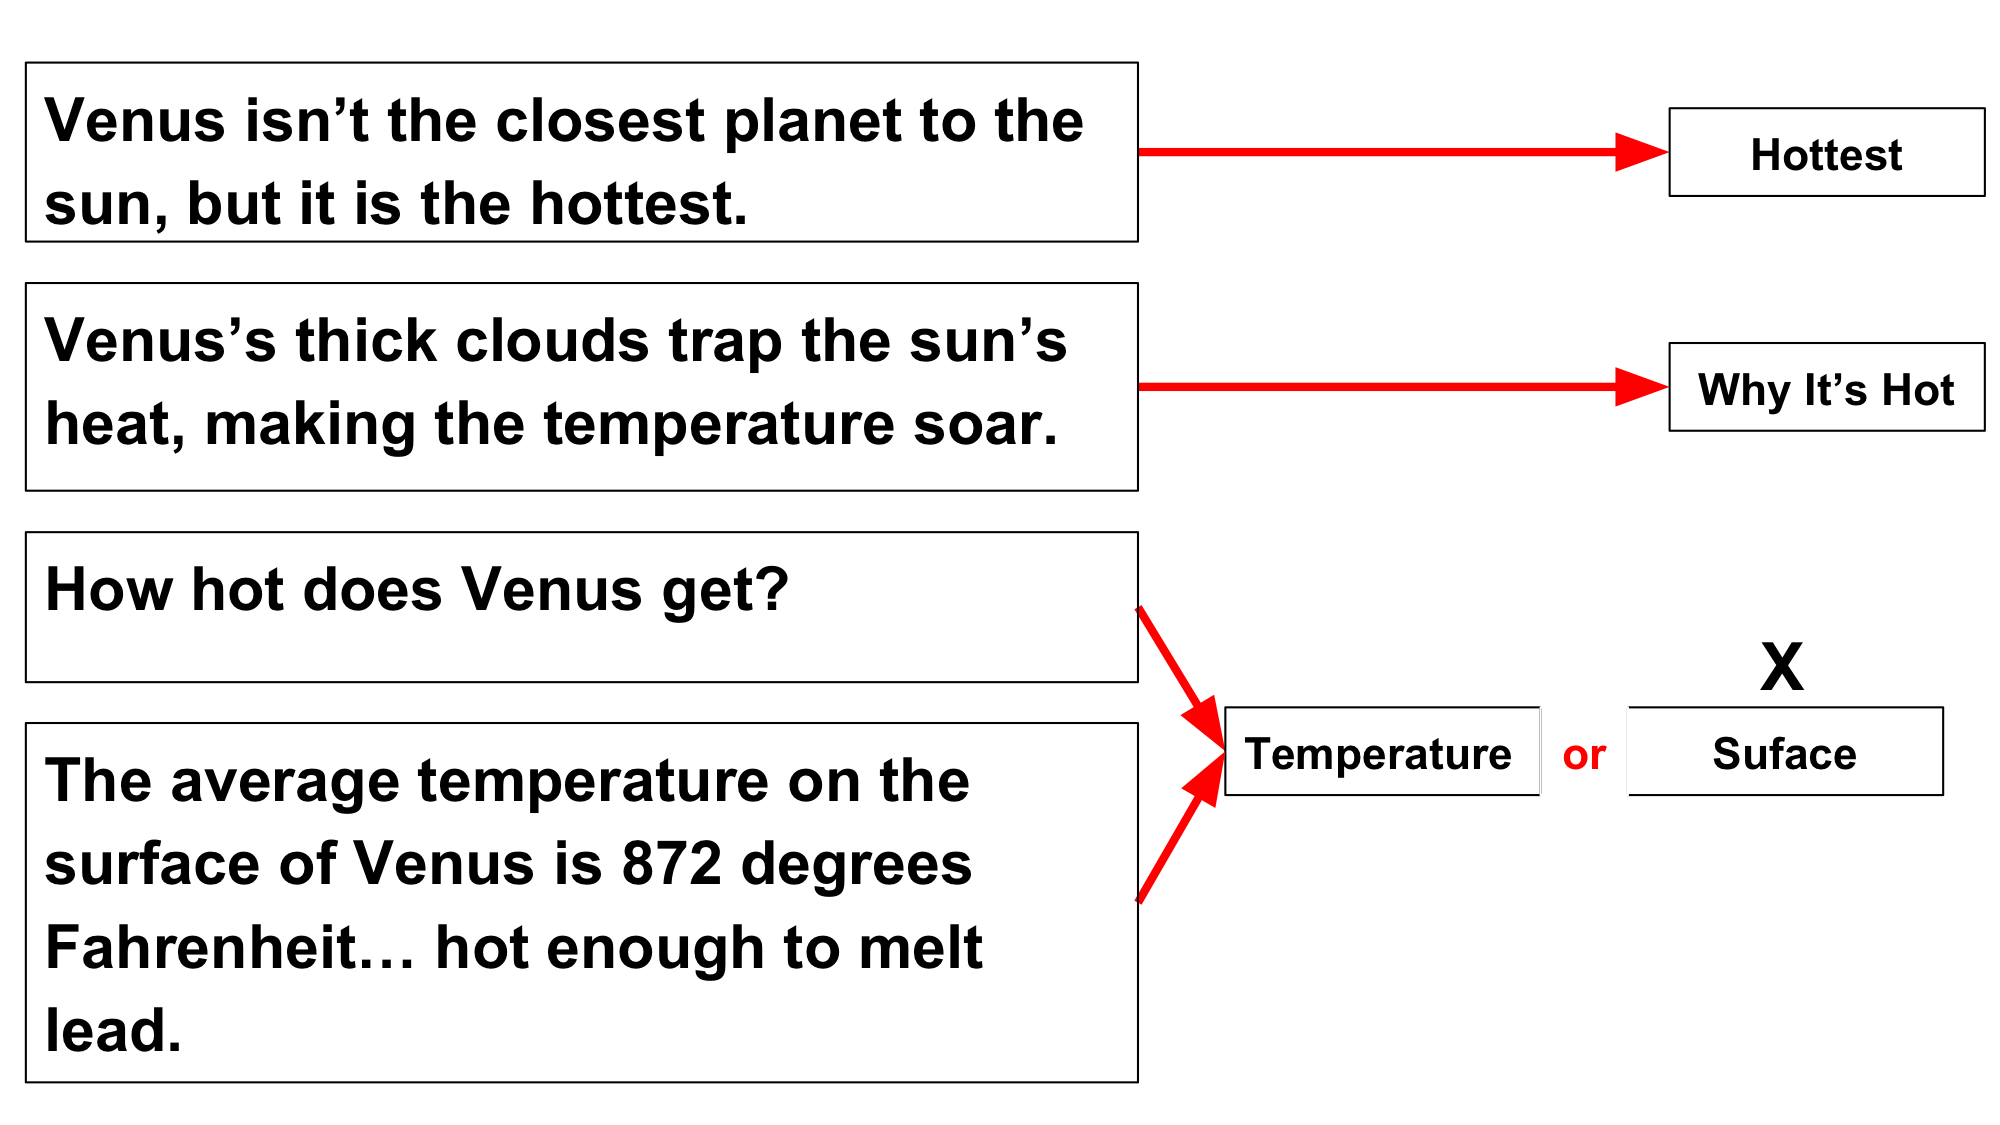 Venus isn’t the closest planet to the
sun, but it is the hottest.
Hottest
Venus’s thick clouds trap the sun’s
heat, making the temperature soar.
Why It’s Hot
How hot does Venus get?
The average temperature on the
surface of Venus is 872 degrees
Fahrenheit… hot enough to melt
lead.
X
Temperature or Suface